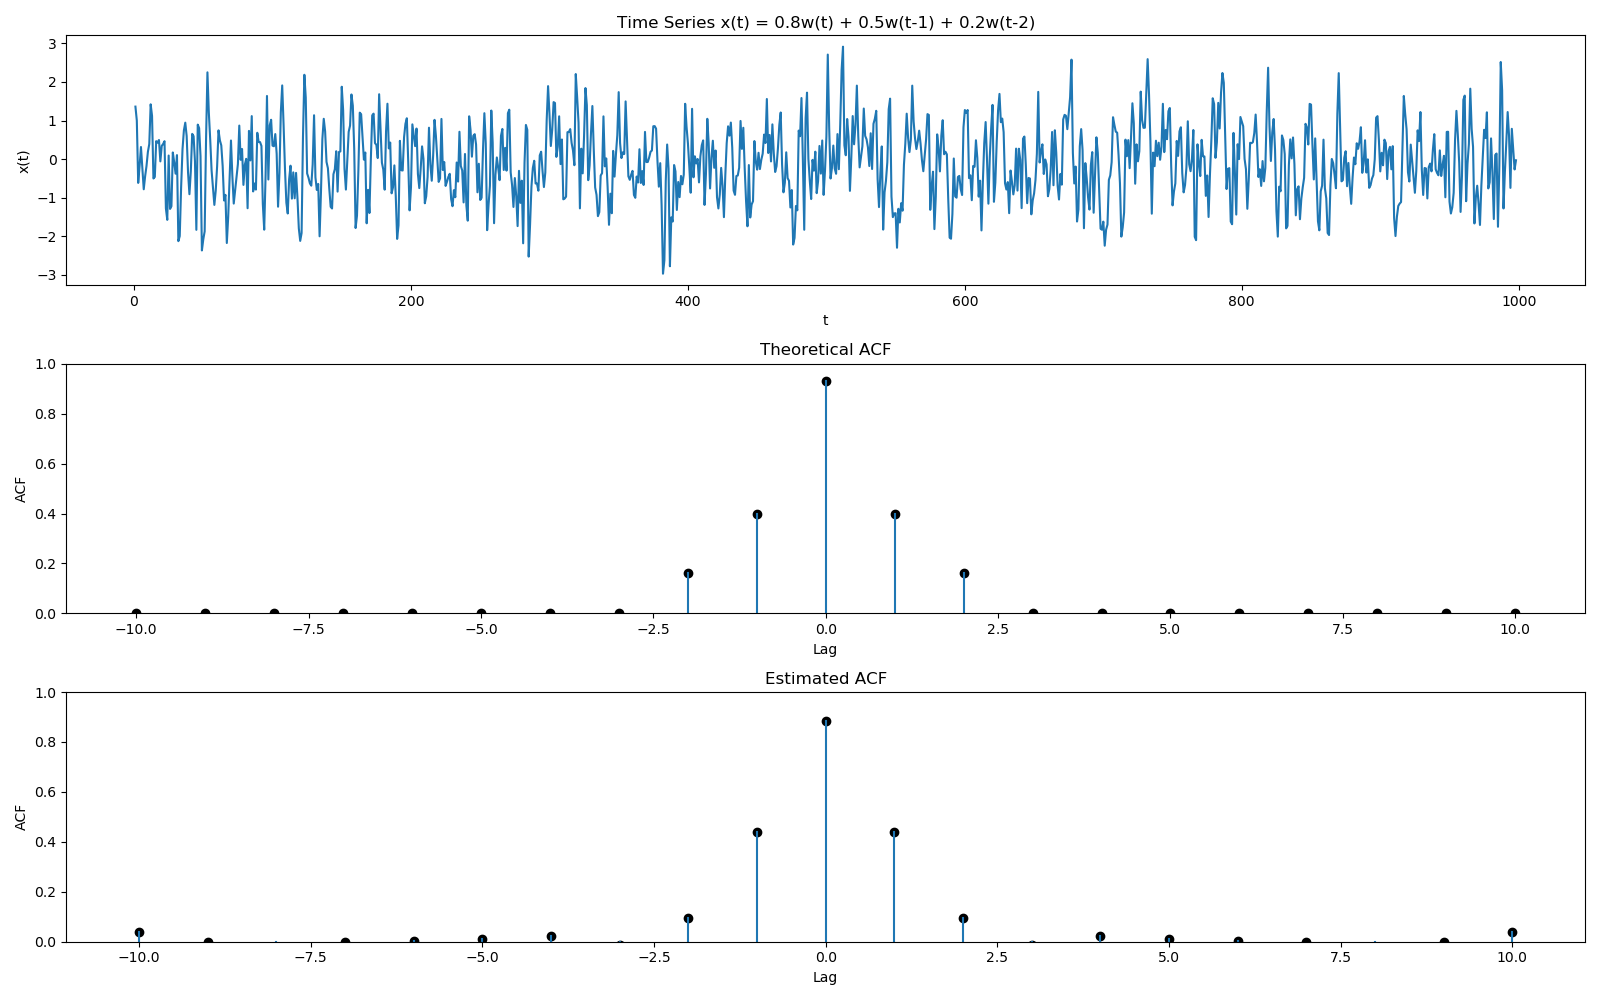 Time Series x(t) = 0.8w(t) + 0.5w(t-1) + 0.2w(t-2)
3
2
1
0
−1
−2
−3
x(t)
0 200 400 600 800 1000
t
Theoretical ACF
1.0
0.8
0.6
0.4
0.2
0.0
ACF
−10.0 −7.5 −5.0 −2.5 0.0 2.5 5.0 7.5 10.0
Lag
Estimated ACF
1.0
0.8
0.6
0.4
0.2
0.0
ACF
−10.0 −7.5 −5.0 −2.5 0.0 2.5 5.0 7.5 10.0
Lag